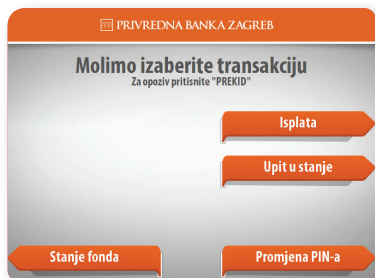 PRIVREDNA BANKA ZAGREB
Molimo izaberite transakciju
Za opoziv pritisnite "PREKID"
Isplata
Upit u stanje
Stanje fonda
Promjena PIN-a